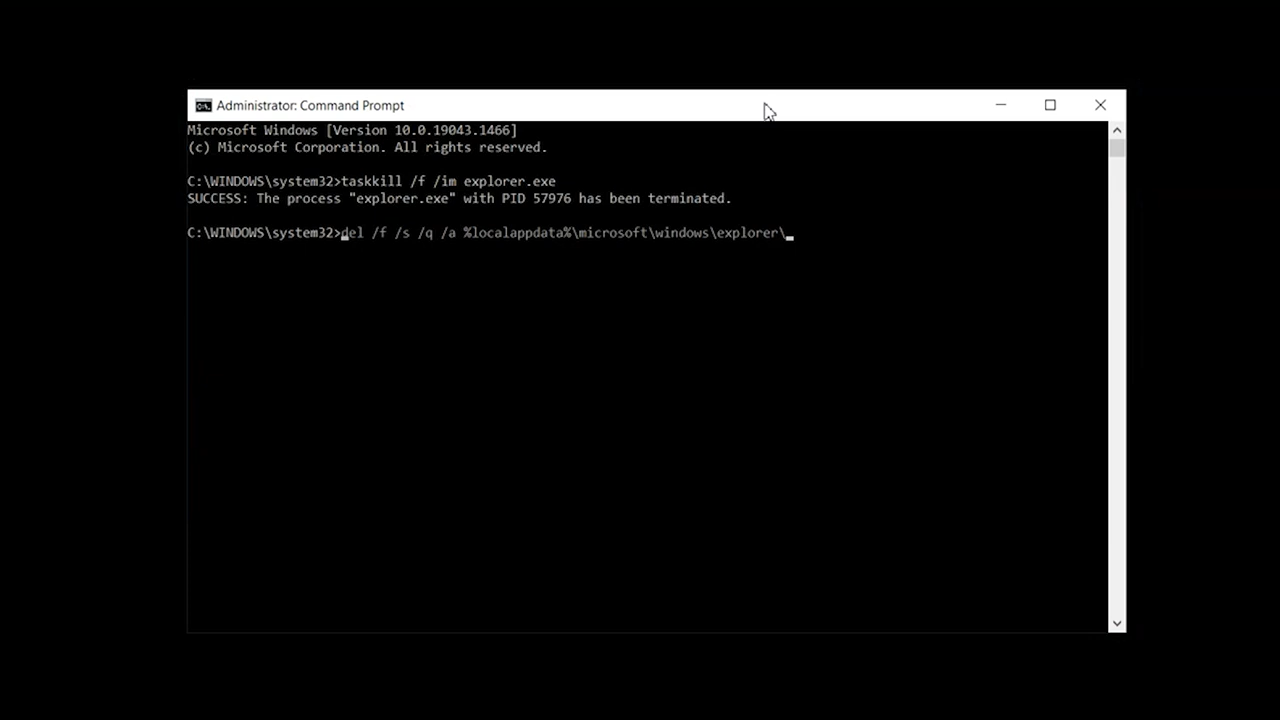 Administrator: Command Prompt
Microsoft Windows [Version 10.0.19043.1466]
(c) Microsoft Corporation. All rights reserved.
C:\WINDOWS\system32>taskkill /f /im explorer.exe
SUCCESS: The process "explorer.exe" with PID 57976 has been terminated.
C:\WINDOWS\system32>del /f /s /q /a %localappdata%\microsoft\windows\explorer\_